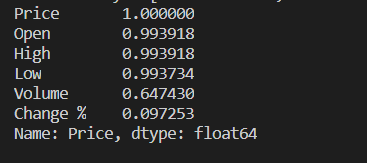 Price 1.000000
Open 0.993918
High 0.993918
Low 0.993734
Volume 0.647430
Change % 0.097253
Name: Price, dtype: float64